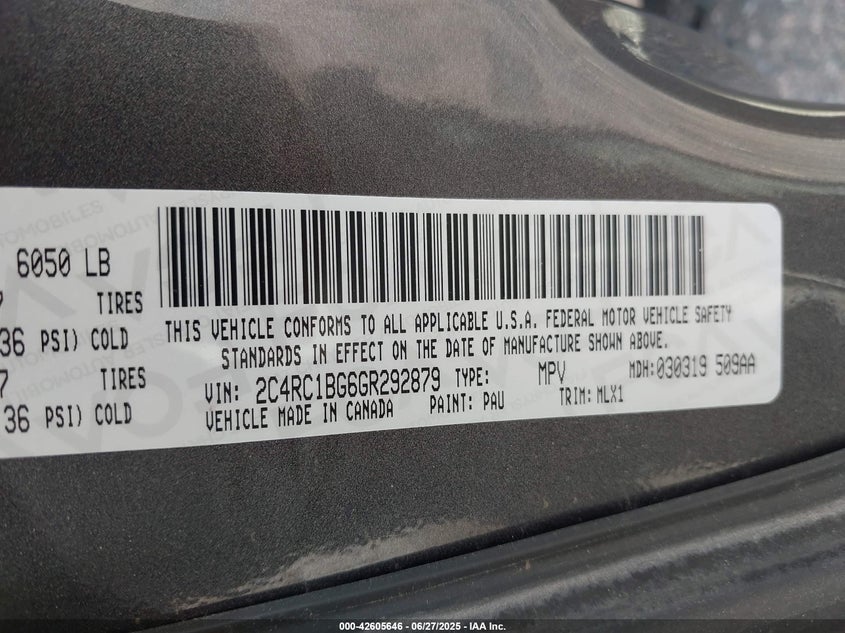 6050 LB
TIRES
36 PSI) COLD
7 TIRES
36 PSI) COLD
THIS VEHICLE CONFORMS TO ALL APPLICABLE U.S.A. FEDERAL MOTOR VEHICLE SAFETY
STANDARDS IN EFFECT ON THE DATE OF MANUFACTURE SHOWN ABOVE.
VIN: 2C4RC1BG6GR292879 TYPE: MPV MDH: 030319 509AA
VEHICLE MADE IN CANADA PAINT: PAU TRIM: MLX1
000-42605646 - 06/27/2025 - IAA Inc.